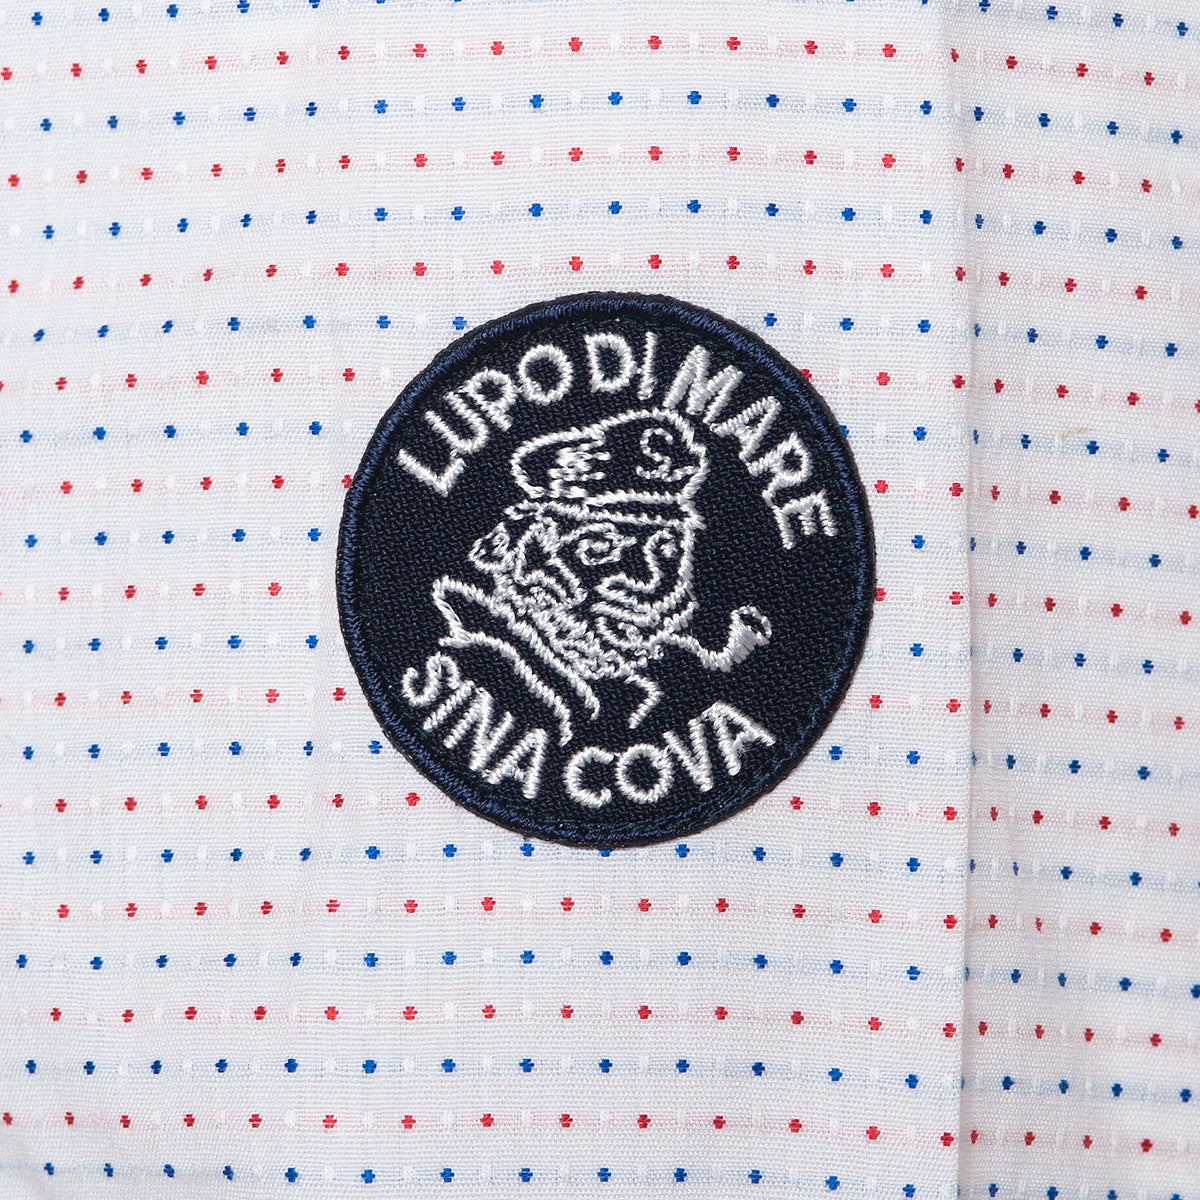 LUPO DI MARE
S
SINA COVA